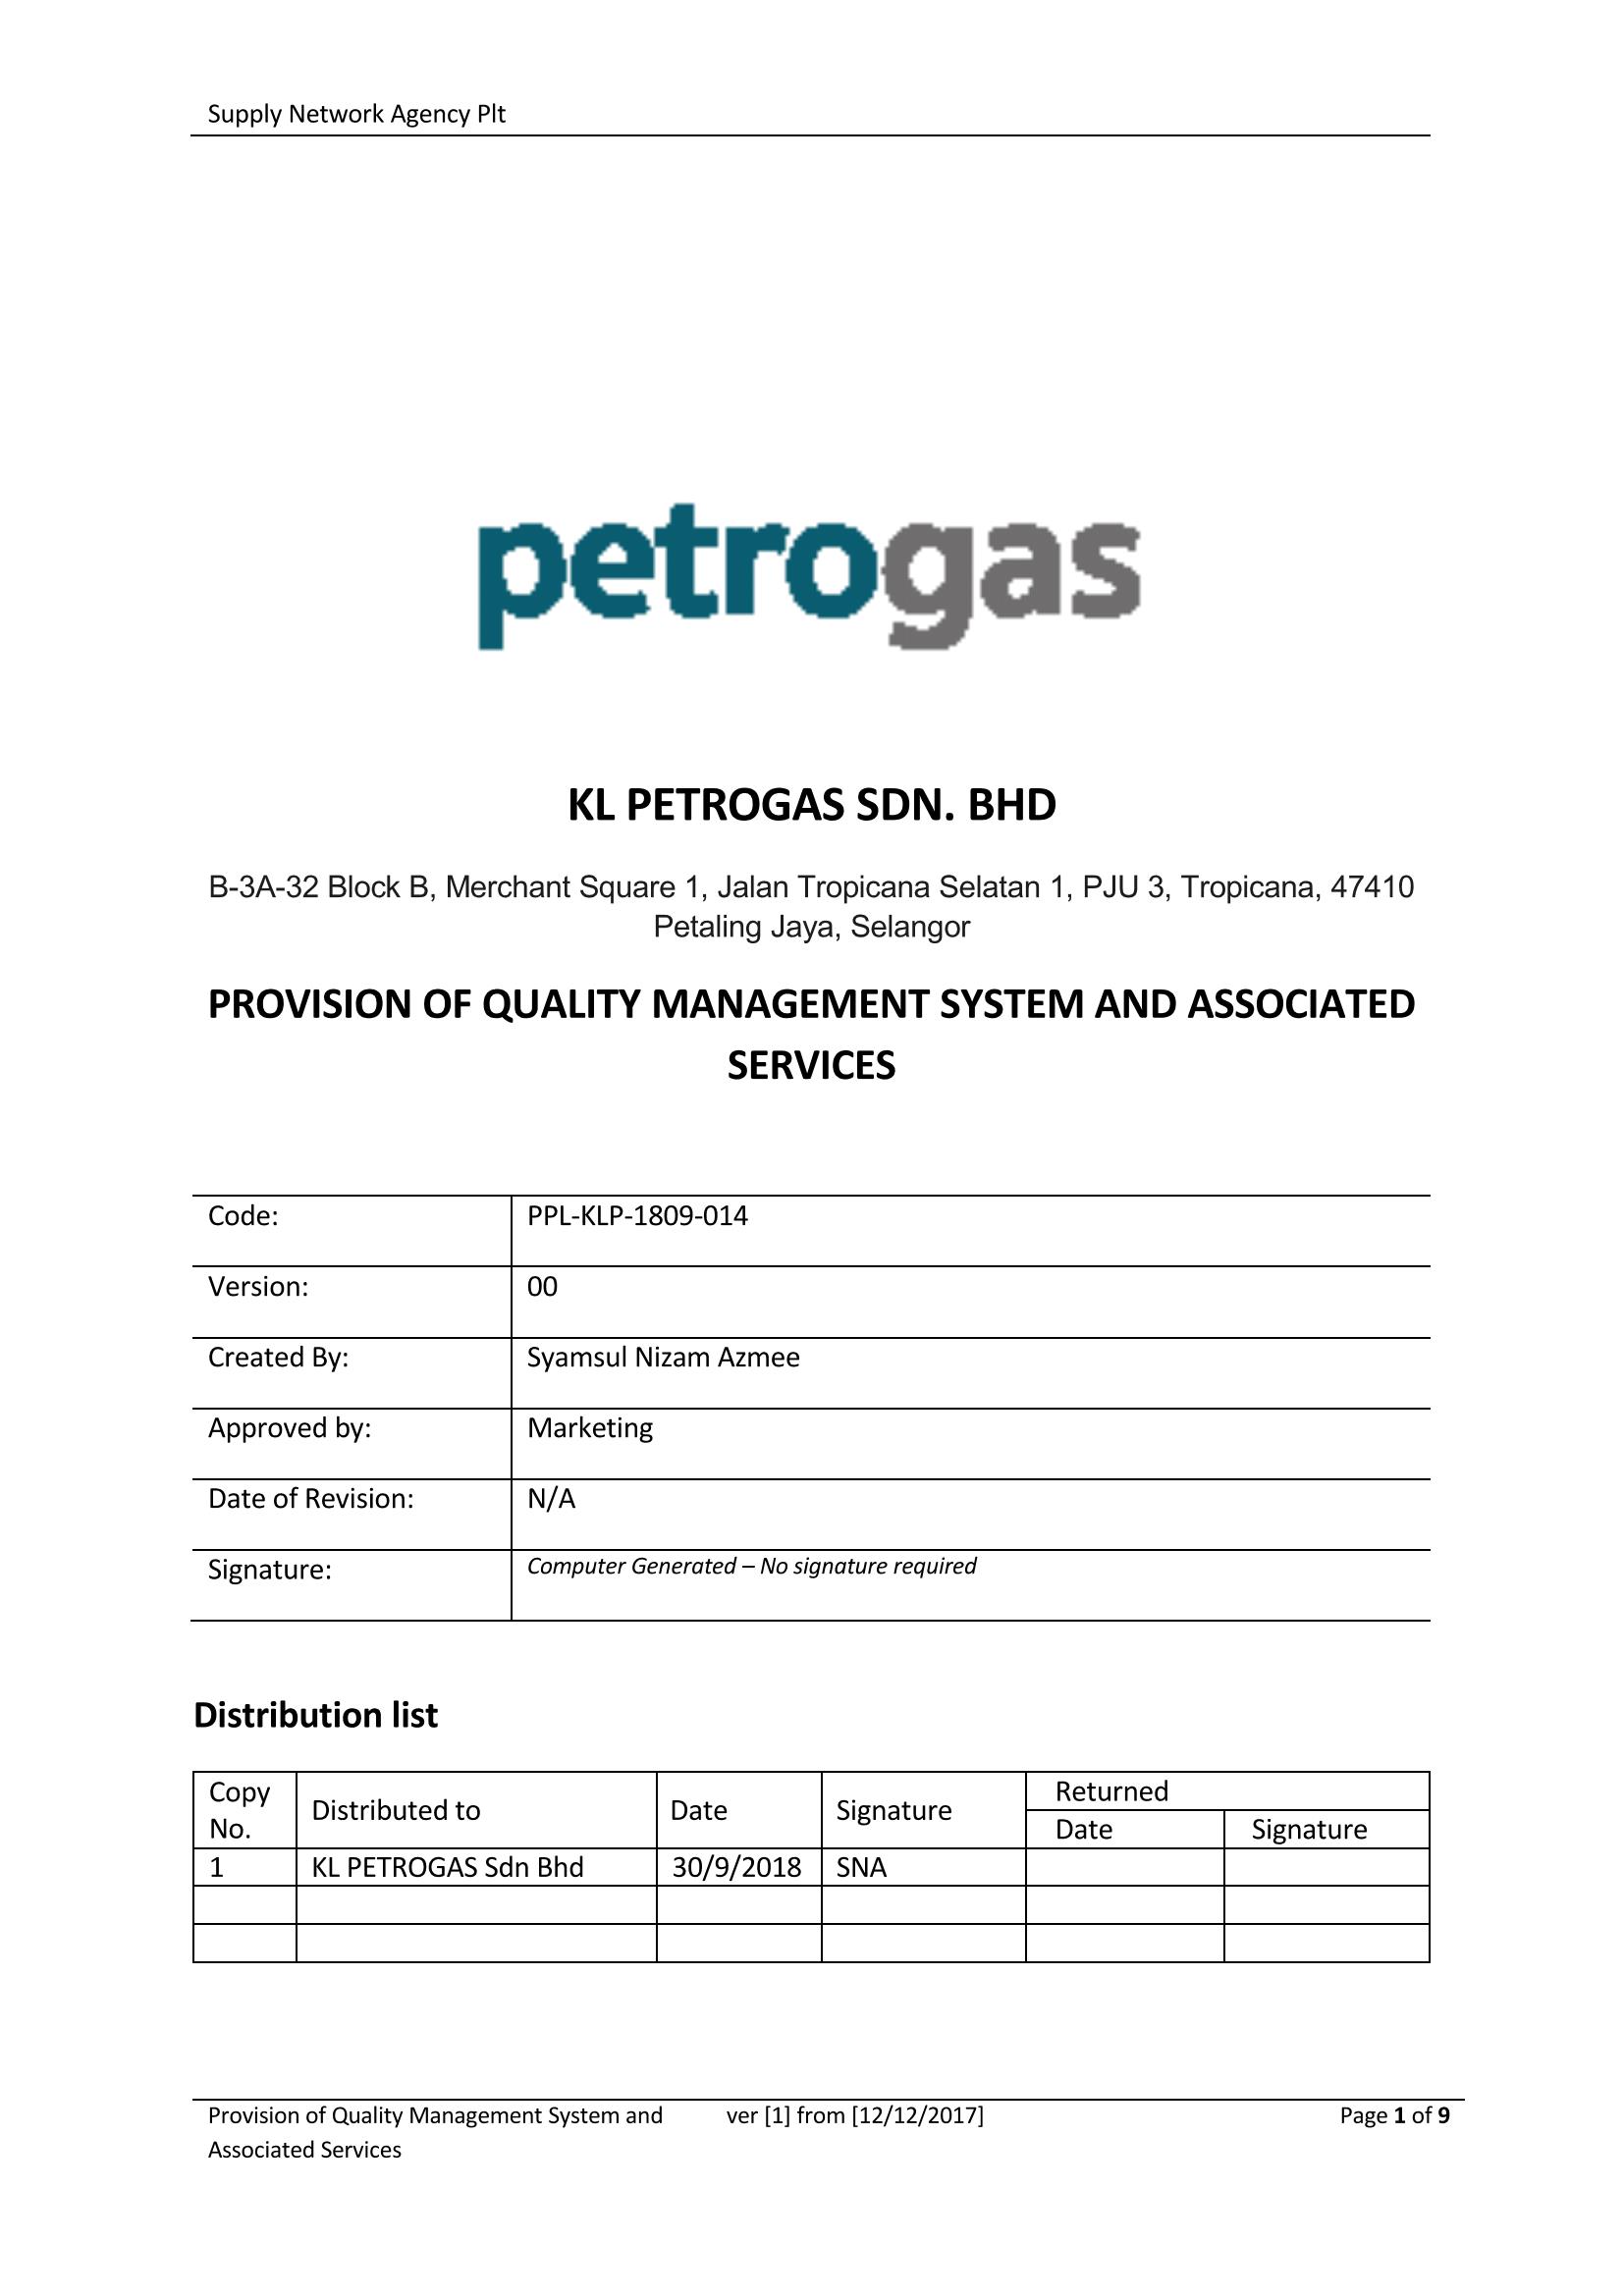 Supply Network Agency Plt
petrogas
KL PETROGAS SDN. BHD
B-3A-32 Block B, Merchant Square 1, Jalan Tropicana Selatan 1, PJU 3, Tropicana, 47410
Petaling Jaya, Selangor
PROVISION OF QUALITY MANAGEMENT SYSTEM AND ASSOCIATED
SERVICES
Code: PPL-KLP-1809-014
Version: 00
Created By: Syamsul Nizam Azmee
Approved by: Marketing
Date of Revision: N/A
Signature: Computer Generated – No signature required
Distribution list
Copy No. Distributed to Date Signature Returned
Date Signature
1 KL PETROGAS Sdn Bhd 30/9/2018 SNA
Provision of Quality Management System and ver [1] from [12/12/2017] Page 1 of 9
Associated Services